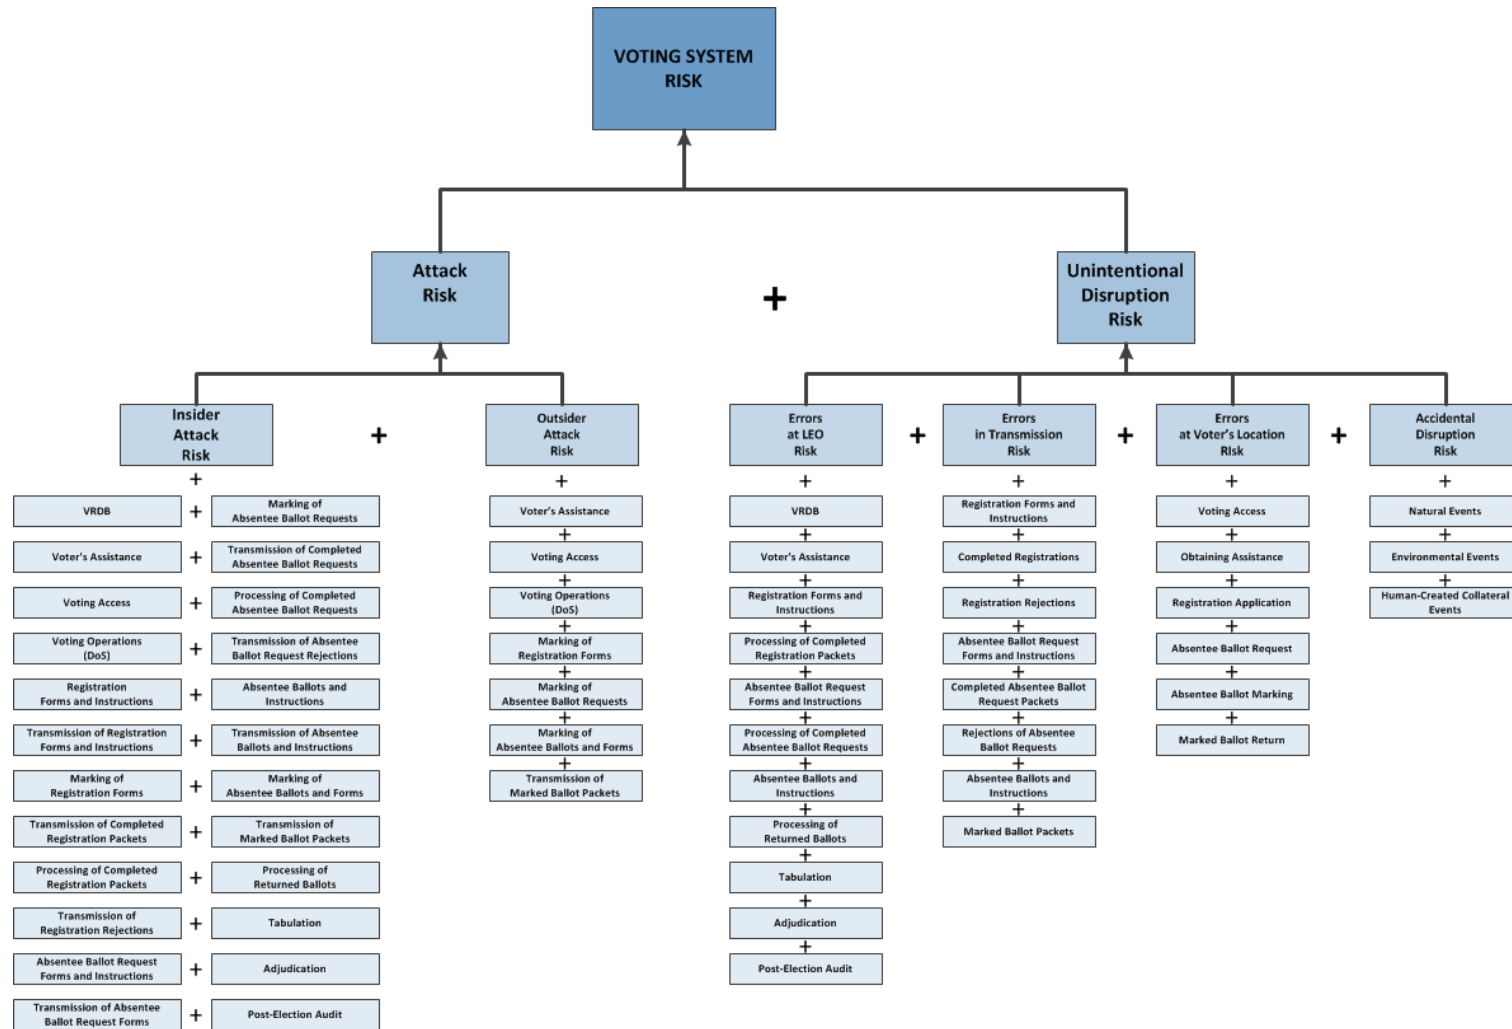 VOTING SYSTEM
RISK
Attack
Risk
+
Unintentional
Disruption
Risk
Insider
Attack
Risk
+
Outsider
Attack
Risk
Errors
at LEO
Risk
+
Errors
in Transmission
Risk
+
Errors
at Voter's Location
RIsk
+
Accidental
Disruption
Risk
+
VRDB
+
Marking of
Absentee Ballot Requests
Voter's Assistance
+
Transmission of Completed
Absentee Ballot Requests
Voting Access
+
Processing of Completed
Absentee Ballot Requests
Voting Operations
(DoS)
+
Transmission of Absentee
Ballot Request Rejections
Registration
Forms and Instructions
+
Absentee Ballots and
Instructions
Transmission of Registration
Forms and Instructions
+
Transmission of Absentee
Ballots and Instructions
Marking of
Registration Forms
+
Marking of
Absentee Ballots and Forms
Transmission of Completed
Registration Packets
+
Transmission of
Marked Ballot Packets
Processing of Completed
Registration Packets
+
Processing of
Returned Ballots
Transmission of
Registration Rejections
+
Tabulation
Absentee Ballot Request
Forms and Instructions
+
Adjudication
Transmission of Absentee
Ballot Request Forms
+
Post-Election Audit
+
Voter's Assistance
+
Voting Access
+
Voting Operations
(DoS)
+
Marking of
Registration Forms
+
Marking of
Absentee Ballot Requests
+
Marking of
Absentee Ballots and Forms
+
Transmission of
Marked Ballot Packets
+
VRDB
+
Voter's Assistance
+
Registration Forms and
Instructions
+
Processing of Completed
Registration Packets
+
Absentee Ballot Request
Forms and Instructions
+
Processing of Completed
Absentee Ballot Requests
+
Absentee Ballots and
Instructions
+
Processing of
Returned Ballots
+
Tabulation
+
Adjudication
+
Post-Election Audit
+
Registration Forms and
Instructions
+
Completed Registrations
+
Registration Rejections
+
Absentee Ballot Request
Forms and Instructions
+
Completed Absentee Ballot
Request Packets
+
Rejections of Absentee
Ballot Requests
+
Absentee Ballots and
Instructions
+
Marked Ballot Packets
+
Voting Access
+
Obtaining Assistance
+
Registration Application
+
Absentee Ballot Request
+
Absentee Ballot Marking
+
Marked Ballot Return
+
Natural Events
+
Environmental Events
+
Human-Created Collateral
Events